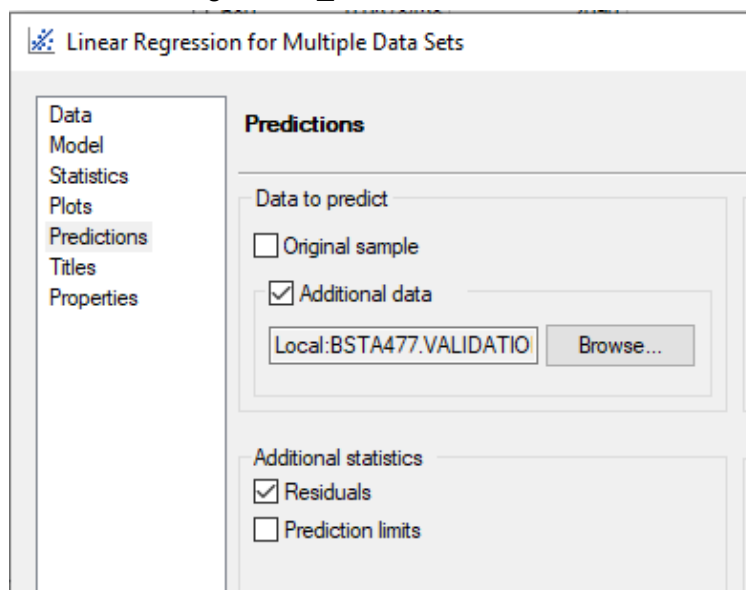 Linear Regression for Multiple Data Sets
Data
Model
Statistics
Plots
Predictions
Titles
Properties
Predictions
Data to predict
Original sample
Additional data
Local:BSTA477.VALIDATIO
Browse...
Additional statistics
Residuals
Prediction limits